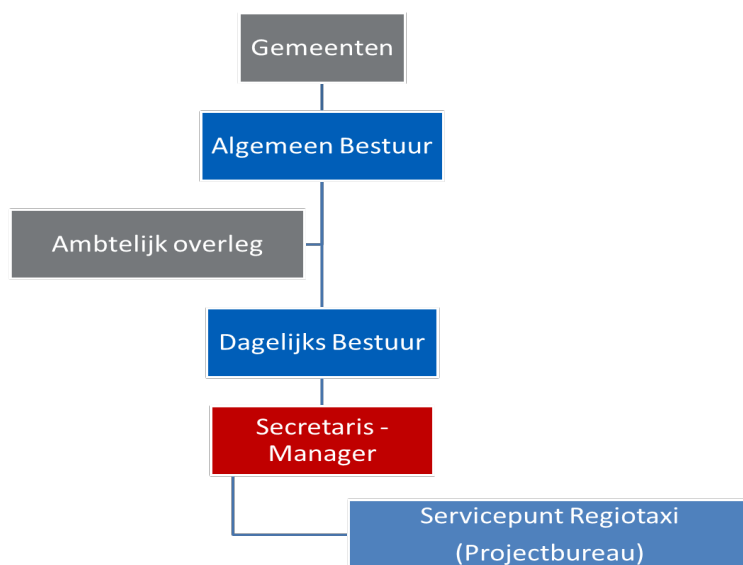 Gemeenten
Algemeen Bestuur
Ambtelijk overleg
Dagelijks Bestuur
Secretaris -
Manager
Servicepunt Regiotaxi
(Projectbureau)